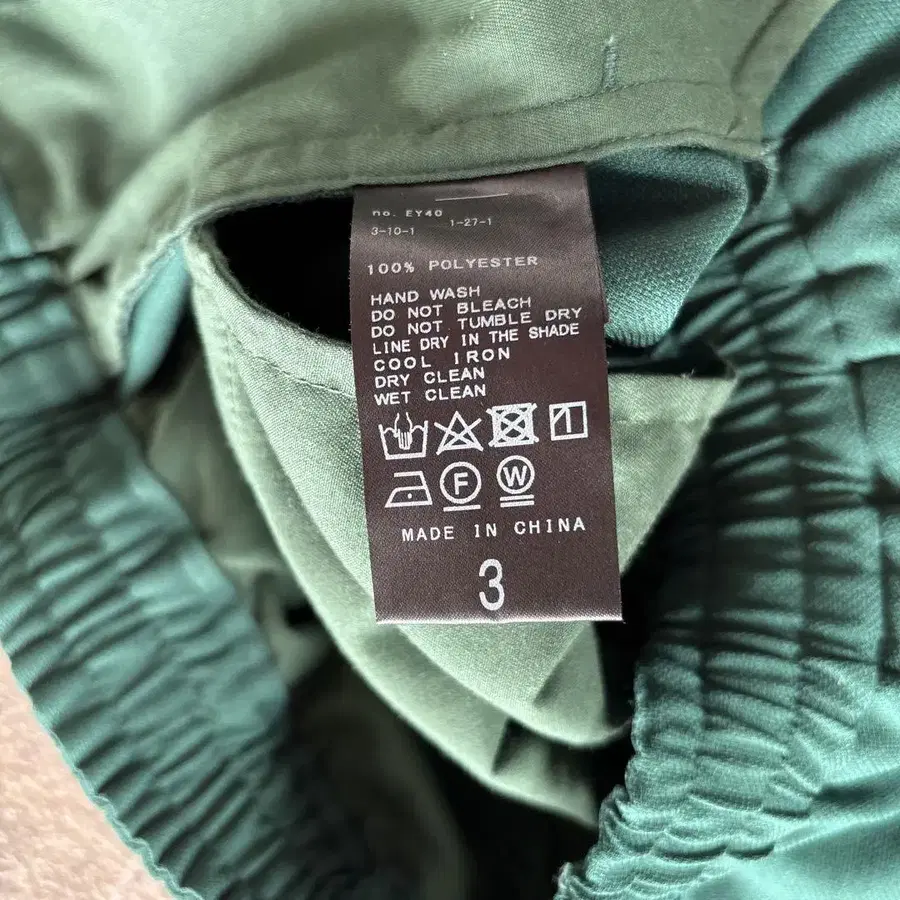 no. EY40
3-10-1 1-27-1
100% POLYESTER
HAND WASH
DO NOT BLEACH
DO NOT TUMBLE DRY
LINE DRY IN THE SHADE
COOL IRON
DRY CLEAN
WET CLEAN
F W
MADE IN CHINA
3